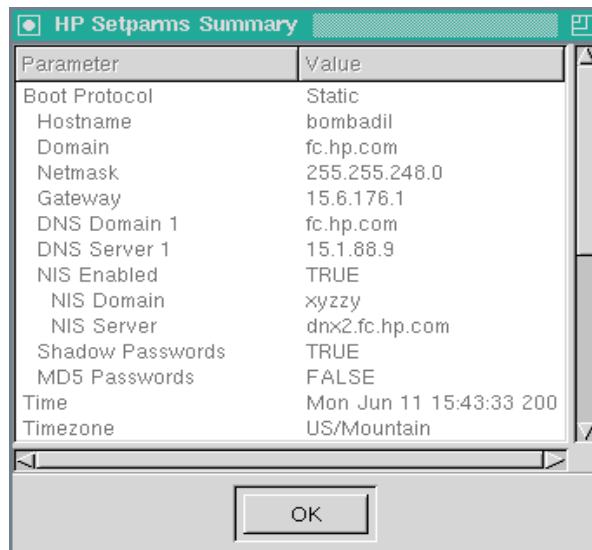 HP Setparms Summary
Parameter Value
Boot Protocol Static
Hostname bombadil
Domain fc.hp.com
Netmask 255.255.248.0
Gateway 15.6.176.1
DNS Domain 1 fc.hp.com
DNS Server 1 15.1.88.9
NIS Enabled TRUE
NIS Domain xyzzy
NIS Server dnx2.fc.hp.com
Shadow Passwords TRUE
MD5 Passwords FALSE
Time Mon Jun 11 15:43:33 200
Timezone US/Mountain
OK